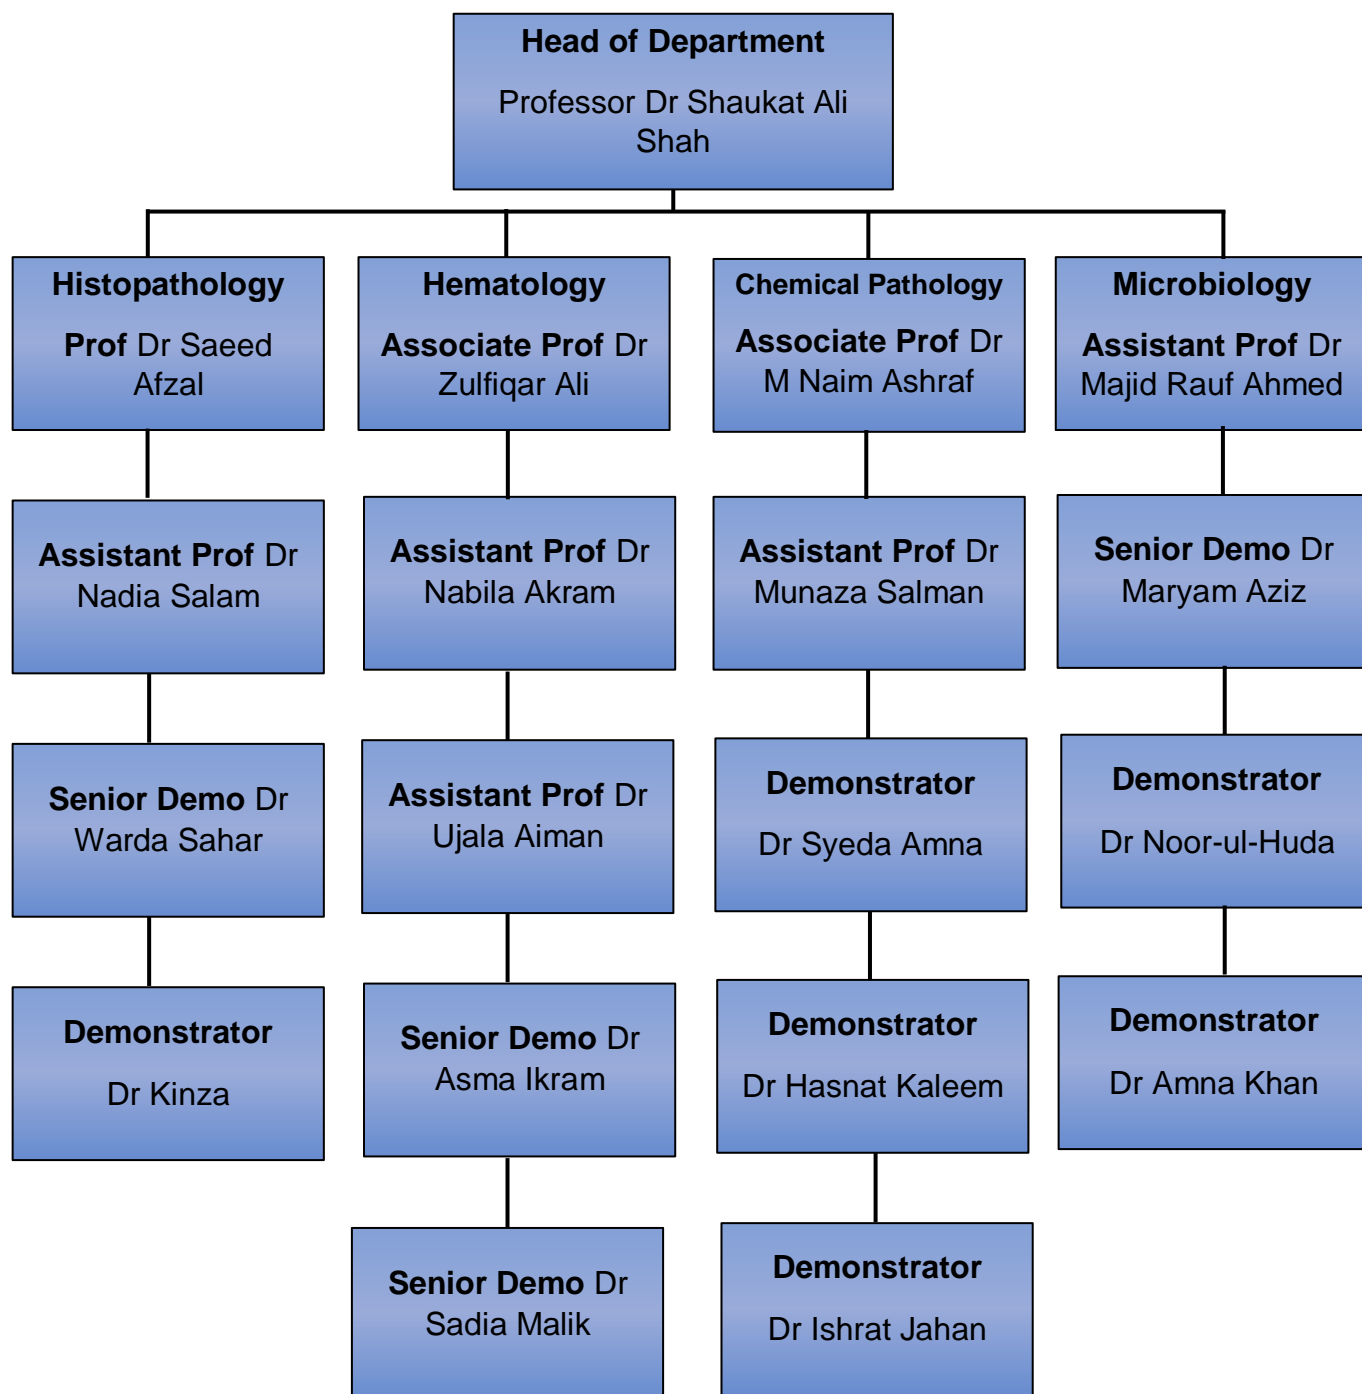 Head of Department
Professor Dr Shaukat Ali
Shah
Histopathology
Prof Dr Saeed
Afzal
Hematology
Associate Prof Dr
Zulfiqar Ali
Chemical Pathology
Associate Prof Dr
M Naim Ashraf
Microbiology
Assistant Prof Dr
Majid Rauf Ahmed
Assistant Prof Dr
Nadia Salam
Assistant Prof Dr
Nabila Akram
Assistant Prof Dr
Munaza Salman
Senior Demo Dr
Maryam Aziz
Senior Demo Dr
Warda Sahar
Assistant Prof Dr
Ujala Aiman
Demonstrator
Dr Syeda Amna
Demonstrator
Dr Noor-ul-Huda
Demonstrator
Dr Kinza
Senior Demo Dr
Asma Ikram
Demonstrator
Dr Hasnat Kaleem
Demonstrator
Dr Amna Khan
Senior Demo Dr
Sadia Malik
Demonstrator
Dr Ishrat Jahan